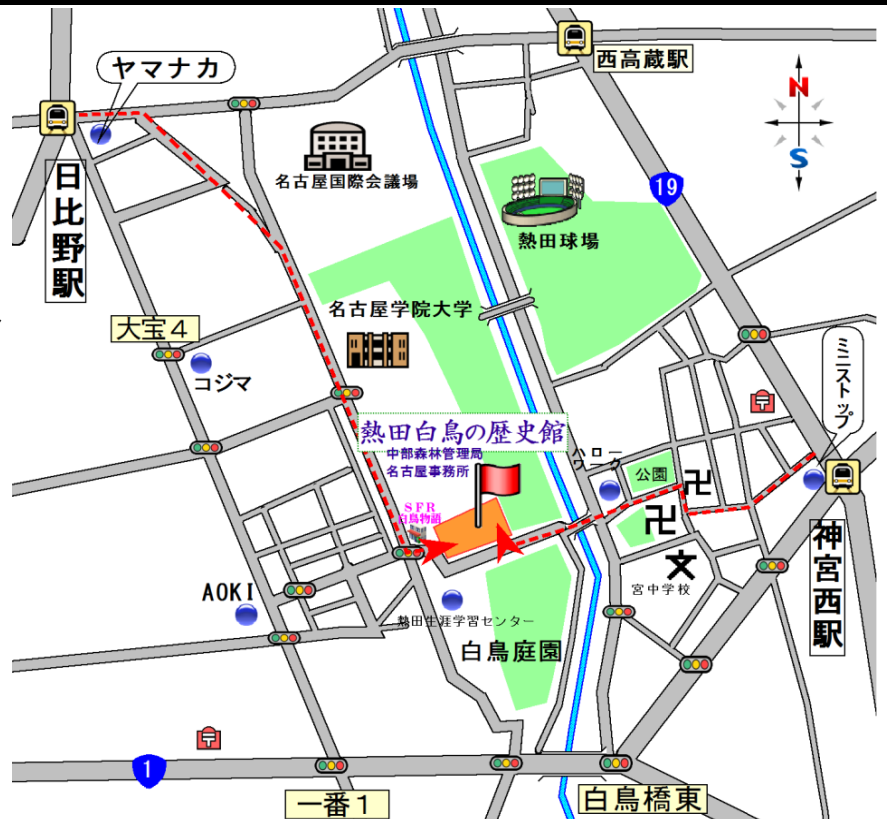 ヤマナカ
西高蔵駅
N
S
日比野駅
名古屋国際会議場
19
熱田球場
名古屋学院大学
大宝4
コジマ
ミニストップ
熱田白鳥の歴史館
中部森林管理局
名古屋事務所
ハロー
ワーク
公園
卍
卍
SFR
白鳥物語
文
宮中学校
神宮西駅
AOKI
熱田生涯学習センター
白鳥庭園
〒
〒
1
一番1
白鳥橋東